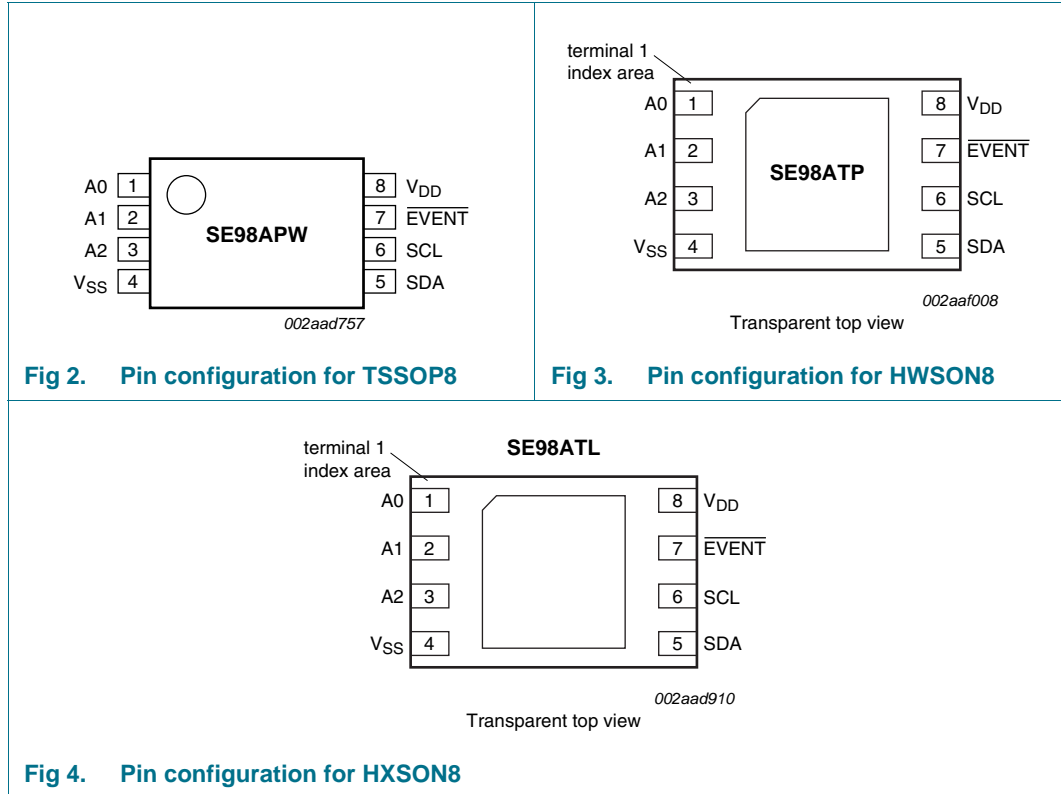 A0 1
A1 2
A2 3
VSS 4
SE98APW
8 VDD
7 EVENT
6 SCL
5 SDA
002aad757
Fig 2. Pin configuration for TSSOP8
terminal 1
index area
A0 1
A1 2
A2 3
VSS 4
SE98ATP
8 VDD
7 EVENT
6 SCL
5 SDA
002aaf008
Transparent top view
Fig 3. Pin configuration for HWSON8
terminal 1
index area
SE98ATL
A0 1
A1 2
A2 3
VSS 4
8 VDD
7 EVENT
6 SCL
5 SDA
002aad910
Transparent top view
Fig 4. Pin configuration for HXSON8